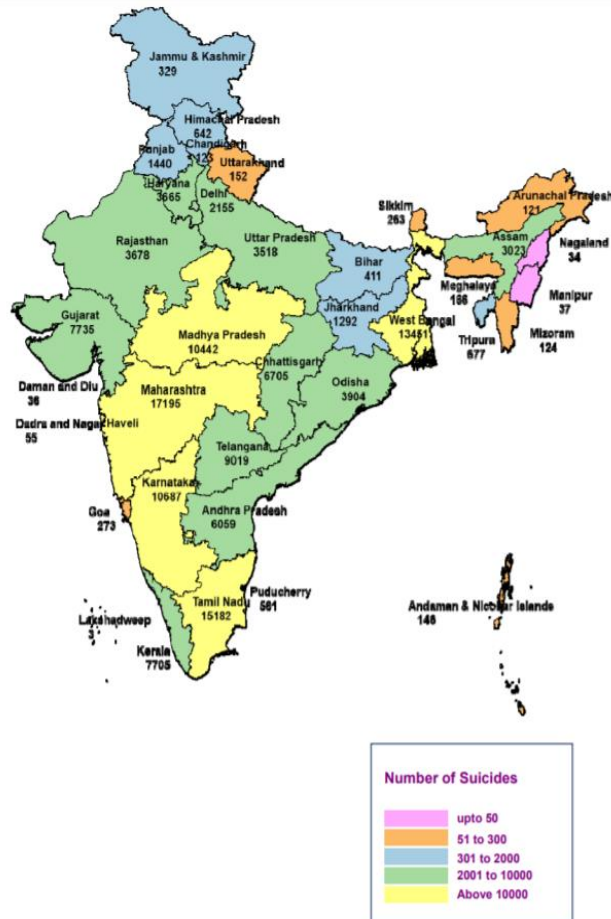 Jammu & Kashmir
329
Himachal Pradesh
642
Chandigarh
123
Punjab
1440
Uttarakhand
152
Haryana
3665
Delhi
2155
Rajasthan
3678
Uttar Pradesh
3518
Sikkim
263
Arunachal Pradesh
121
Assam
3023
Nagaland
34
Bihar
411
Meghalaya
Manipur
37
Jharkhand
1292
West Bengal
Mizoram
124
Tripura
677
Gujarat
7735
Madhya Pradesh
10442
Chhattisgarh
6705
Daman and Diu
36
Maharashtra
17195
Odisha
3904
Dadra and Nagar Haveli
55
Telangana
9019
Karnataka
10687
Goa
273
Andhra Pradesh
6059
Puducherry
Tamil Nadu
15182
Lakshadweep
3
Andaman & Nicobar Islands
Kerala
7705
Number of Suicides
upto 50
51 to 300
301 to 2000
2001 to 10000
Above 10000